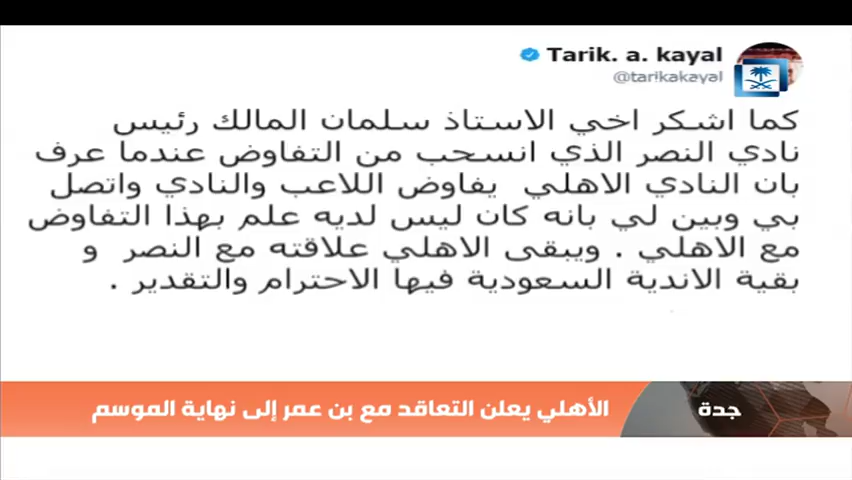 Tarik. a. kayal
@tarikakayal
كما اشكر اخي الاستاذ سلمان المالك رئيس
نادي النصر الذي انسحب من التفاوض عندما عرف
بان النادي الاهلي يفاوض اللاعب والنادي واتصل
بي وبين لي بانه كان ليس لديه علم بهذا التفاوض
مع الاهلي . ويبقى الاهلي علاقته مع النصر و
بقية الاندية السعودية فيها الاحترام والتقدير .
جدة
الأهلي يعلن التعاقد مع بن عمر إلى نهاية الموسم